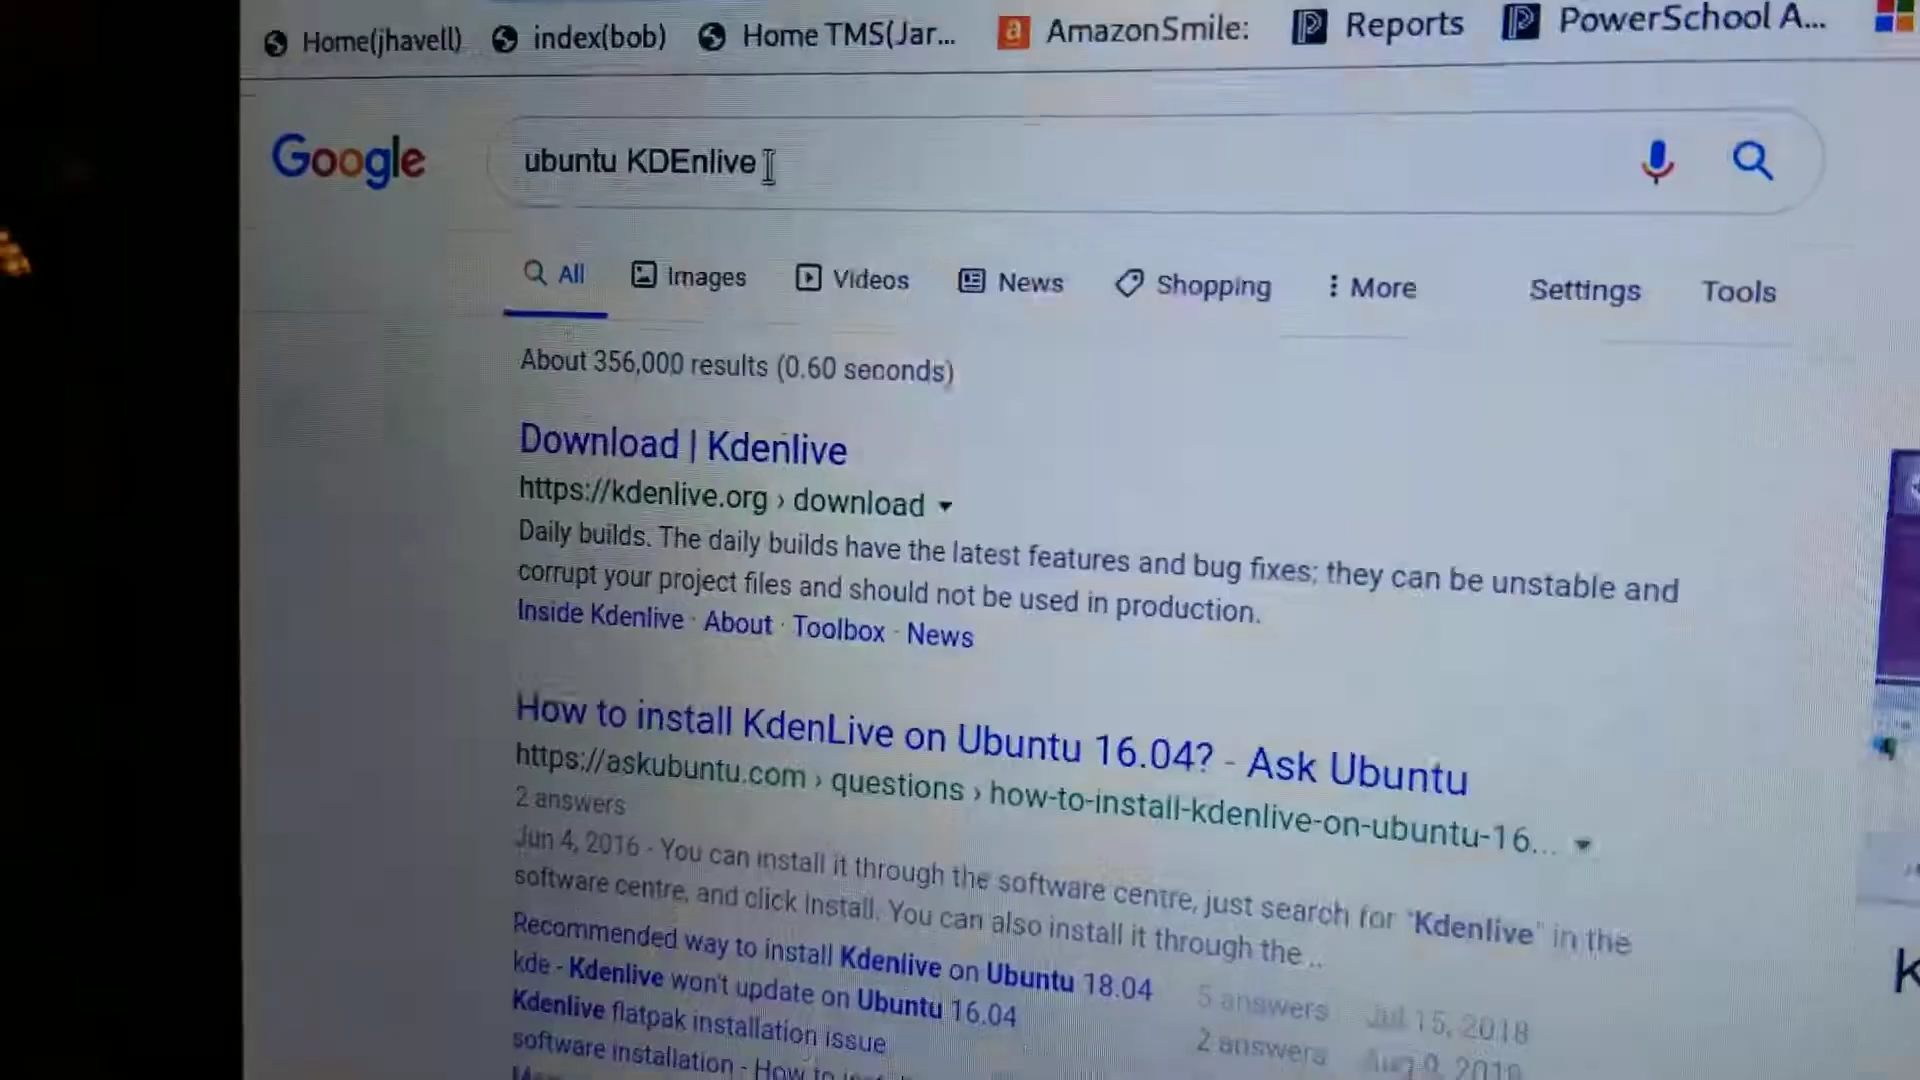 Home(jhavell) index(bob) Home TMS(Jar... AmazonSmile: Reports PowerSchool A...
Google ubuntu KDEnlive
All Images Videos News Shopping More Settings Tools
About 356,000 results (0.60 seconds)
Download | Kdenlive
https://kdenlive.org › download
Daily builds. The daily builds have the latest features and bug fixes; they can be unstable and
corrupt your project files and should not be used in production.
Inside Kdenlive · About · Toolbox · News
How to install KdenLive on Ubuntu 16.04? - Ask Ubuntu
https://askubuntu.com › questions › how-to-install-kdenlive-on-ubuntu-16...
2 answers
Jun 4, 2016 - You can install it through the software centre, just search for "Kdenlive" in the
software centre, and click Install. You can also install it through the ..
Recommended way to install Kdenlive on Ubuntu 18.04 5 answers Jul 15, 2018
kde - Kdenlive won't update on Ubuntu 16.04 2 answers Aug 9,
Kdenlive flatpak installation issue
software installation - How to